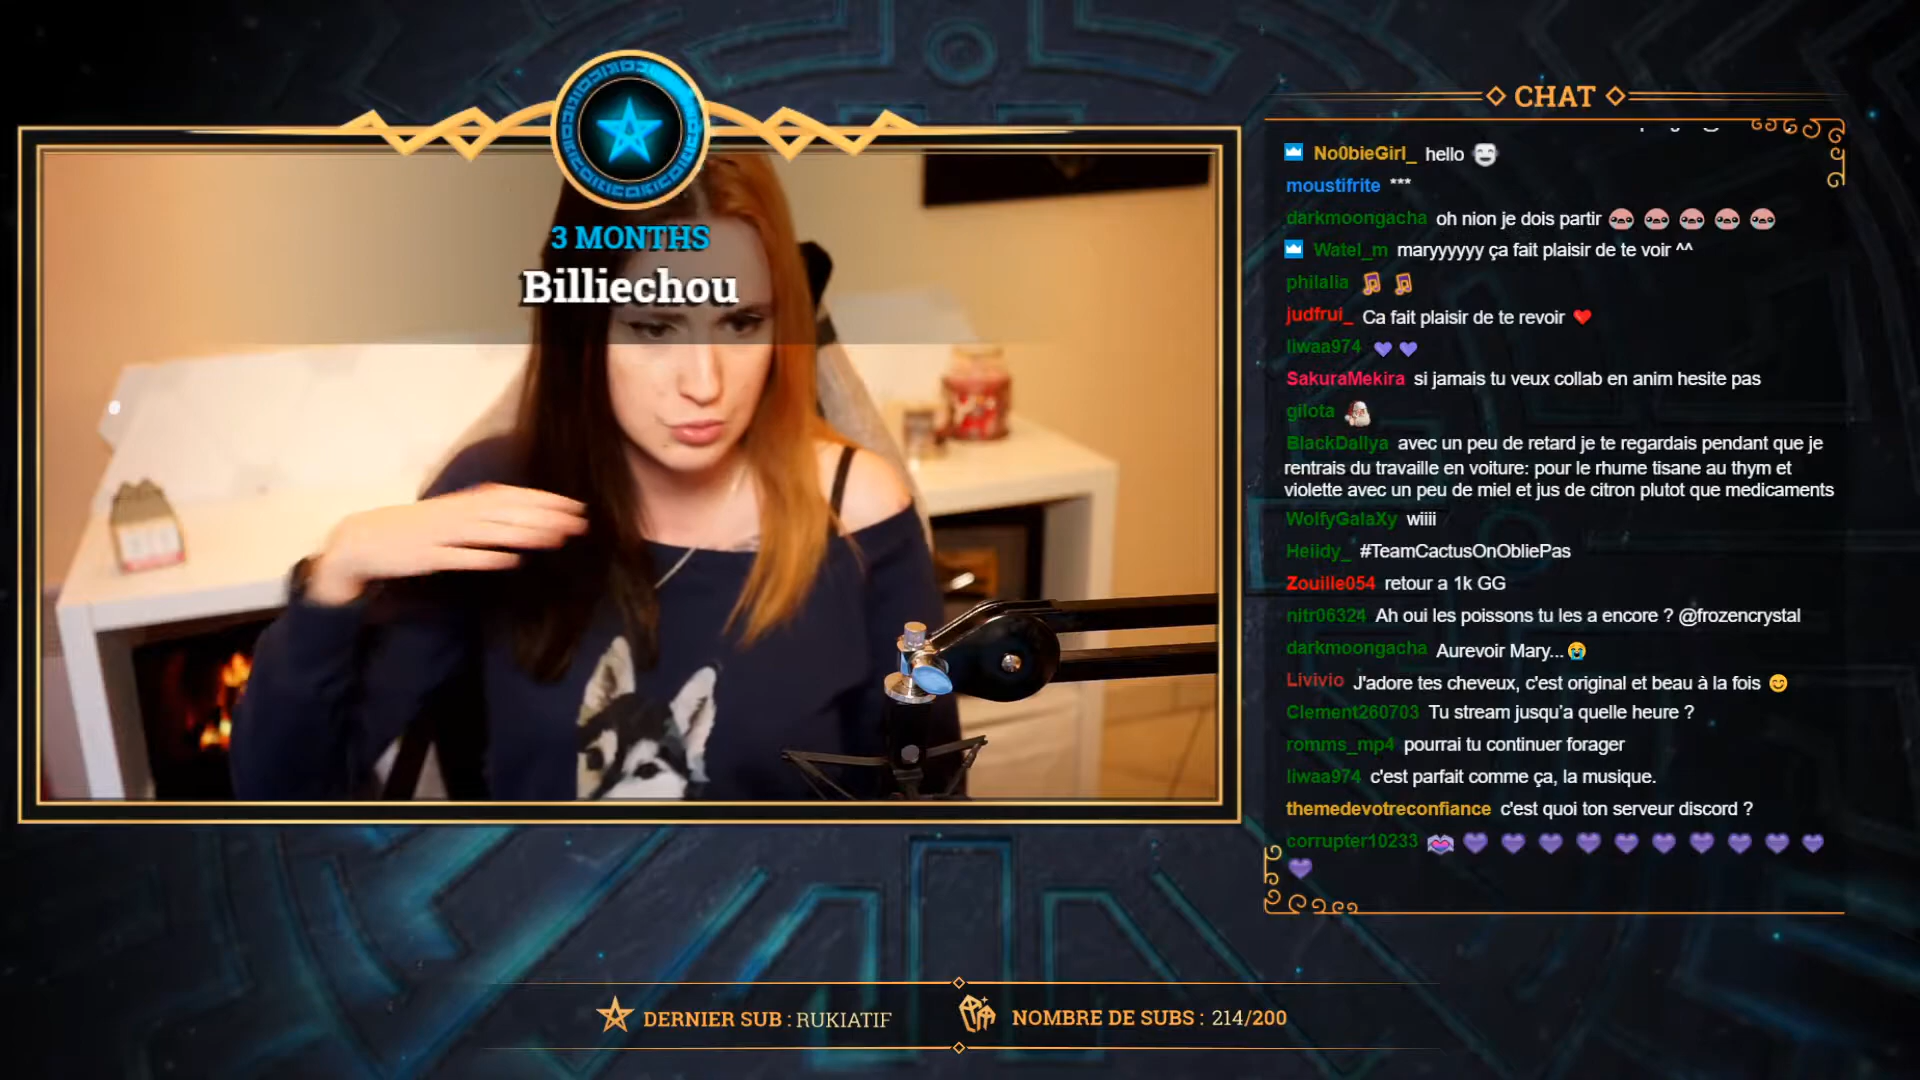 3 MONTHS
Billiechou
CHAT
No0bieGirl_ hello
moustifrite ***
darkmoongacha oh nion je dois partir
Watel_m maryyyyyy ça fait plaisir de te voir ^^
philalia
judfrui_ Ca fait plaisir de te revoir
liwaa974
SakuraMekira si jamais tu veux collab en anim hesite pas
gilota
BlackDallya avec un peu de retard je te regardais pendant que je
rentrais du travaille en voiture: pour le rhume tisane au thym et
violette avec un peu de miel et jus de citron plutot que medicaments
WolfyGalaXy wiiii
Heiidy_ #TeamCactusOnObliePas
Zouille054 retour a 1k GG
nitr06324 Ah oui les poissons tu les a encore ? @frozencrystal
darkmoongacha Aurevoir Mary...
Livivio J'adore tes cheveux, c'est original et beau à la fois
Clement260703 Tu stream jusqu’a quelle heure ?
romms_mp4 pourrai tu continuer forager
liwaa974 c'est parfait comme ça, la musique.
themedevotreconfiance c'est quoi ton serveur discord ?
corrupter10233
DERNIER SUB : RUKIATIF
NOMBRE DE SUBS : 214/200